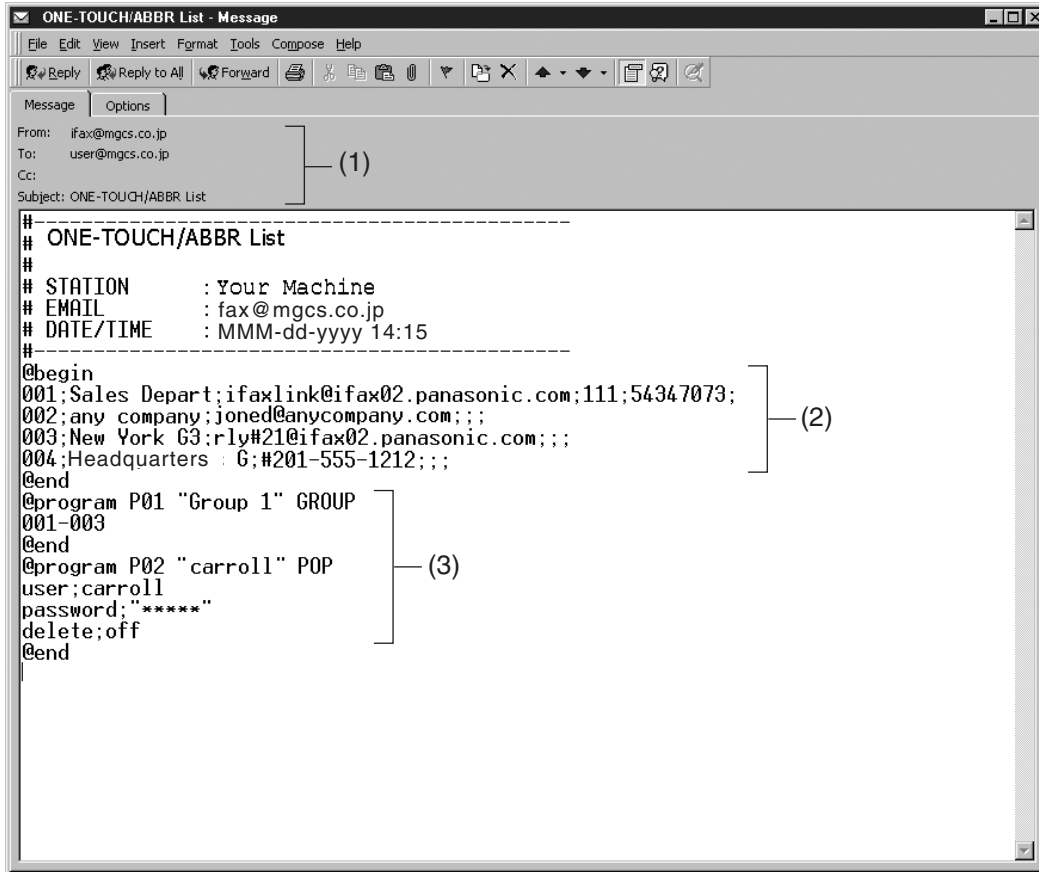 ONE-TOUCH/ABBR List - Message
File Edit View Insert Format Tools Compose Help
Reply Reply to All Forward
Message Options
From: ifax@mgcs.co.jp
To: user@mgcs.co.jp
Cc:
Subject: ONE-TOUCH/ABBR List
(1)
#---------------------------------------------
# ONE-TOUCH/ABBR List
#
# STATION : Your Machine
# EMAIL : fax@mgcs.co.jp
# DATE/TIME : MMM-dd-yyyy 14:15
#---------------------------------------------
@begin
001;Sales Depart;ifaxlink@ifax02.panasonic.com;111;54347073;
002;any company;joned@anycompany.com;;;
003;New York G3;rly#21@ifax02.panasonic.com;;;
004;Headquarters : G;#201-555-1212;;;
@end
(2)
@program P01 "Group 1" GROUP
001-003
@end
@program P02 "carroll" POP
user;carroll
password;"*****"
delete;off
@end
(3)